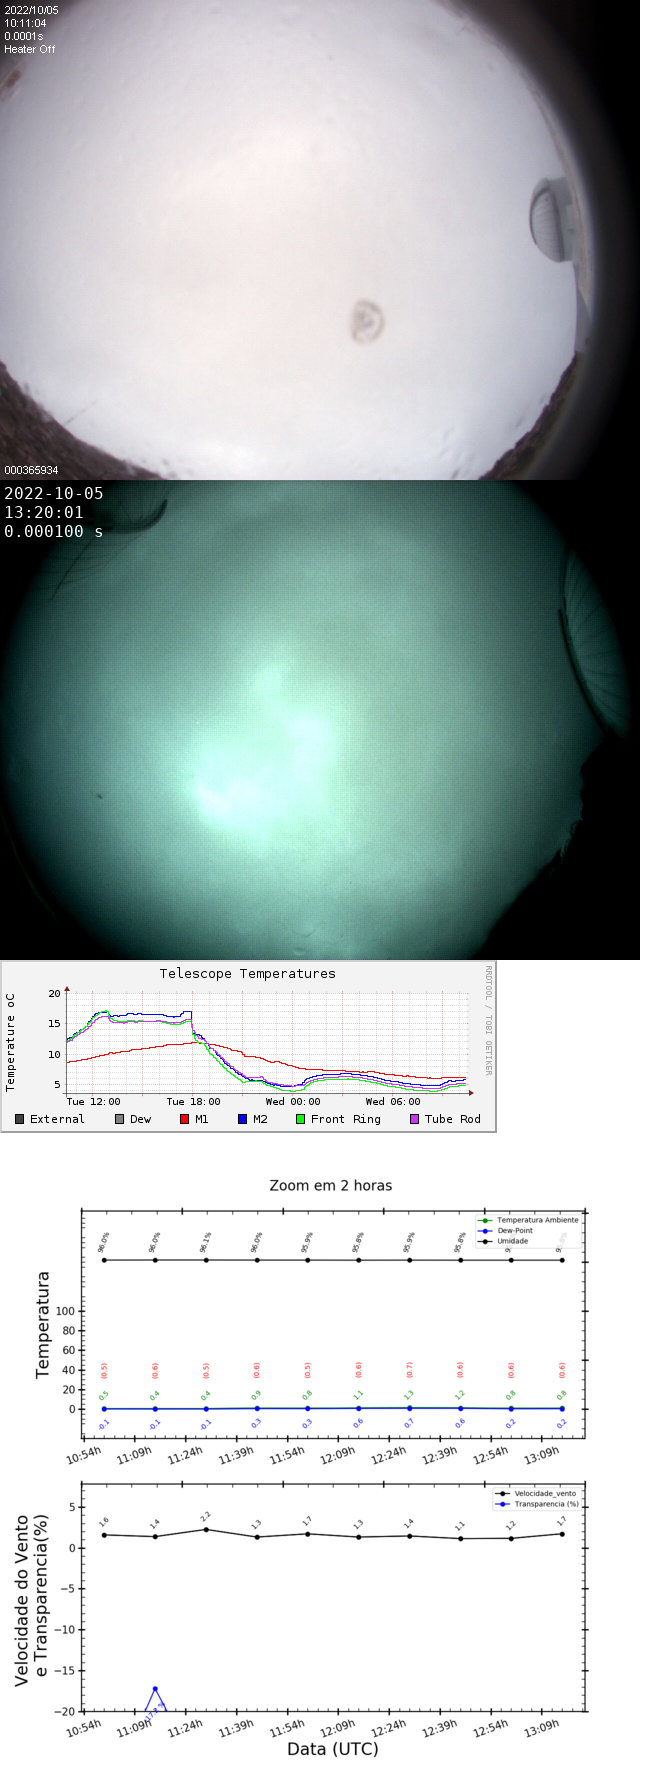 2022/10/05
10:11:04
0.0001s
Heater Off
000365934
2022-10-05
13:20:01
0.000100 s
Telescope Temperatures
RRDTOOL / TOBI OETIKER
Temperature oC
20
15
10
5
Tue 12:00 Tue 18:00 Wed 00:00 Wed 06:00
External Dew M1 M2 Front Ring Tube Rod
Zoom em 2 horas
Temperatura Ambiente
Dew-Point
Umidade
96.0% 96.0% 96.1% 96.0% 95.9% 95.8% 95.9% 95.8%
Temperatura
100
80
60
40
20
0
(0.5) (0.6) (0.5) (0.6) (0.5) (0.6) (0.7) (0.6) (0.6) (0.6)
0.5 0.4 0.4 0.9 0.8 1.1 1.3 1.2 0.8 0.8
-0.1 -0.1 -0.1 0.3 0.3 0.6 0.7 0.6 0.2 0.2
10:54h 11:09h 11:24h 11:39h 11:54h 12:09h 12:24h 12:39h 12:54h 13:09h
Velocidade_vento
Transparencia (%)
Velocidade do Vento
e Transparencia(%)
5
0
−5
−10
−15
−20
1.6 1.4 2.2 1.3 1.7 1.3 1.4 1.1 1.2 1.7
10:54h 11:09h 11:24h 11:39h 11:54h 12:09h 12:24h 12:39h 12:54h 13:09h
Data (UTC)